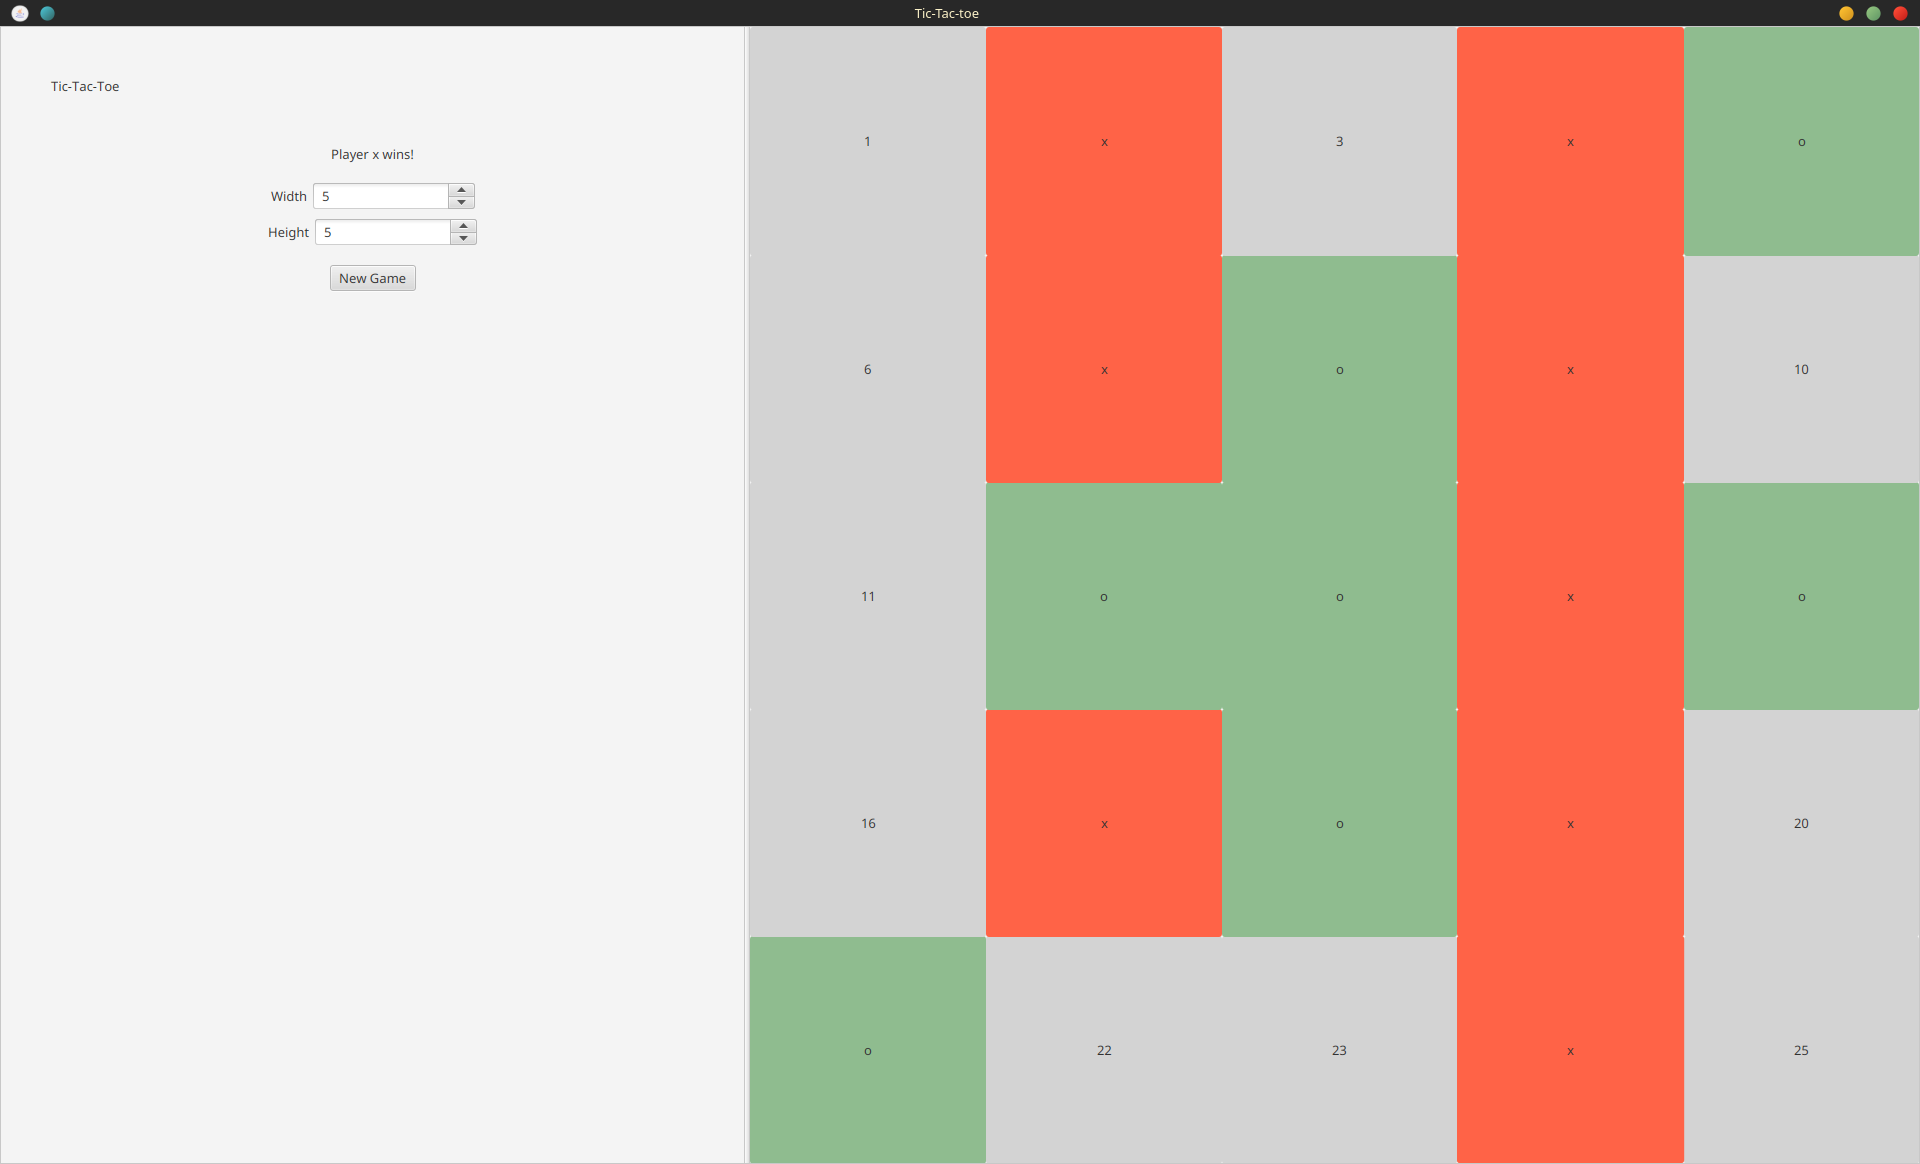 Tic-Tac-toe
Tic-Tac-Toe
Player x wins!
Width 5
Height 5
New Game
1 x 3 x o
6 x o x 10
11 o o x o
16 x o x 20
o 22 23 x 25